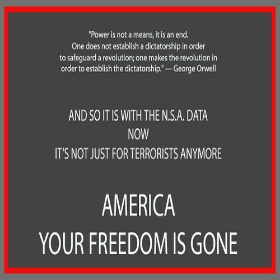 "Power is not a means, it is an end.
One does not establish a dictatorship in order
to safeguard a revolution; one makes the revolution in
order to establish the dictatorship." — George Orwell
AND SO IT IS WITH THE N.S.A. DATA
NOW
IT'S NOT JUST FOR TERRORISTS ANYMORE
AMERICA
YOUR FREEDOM IS GONE